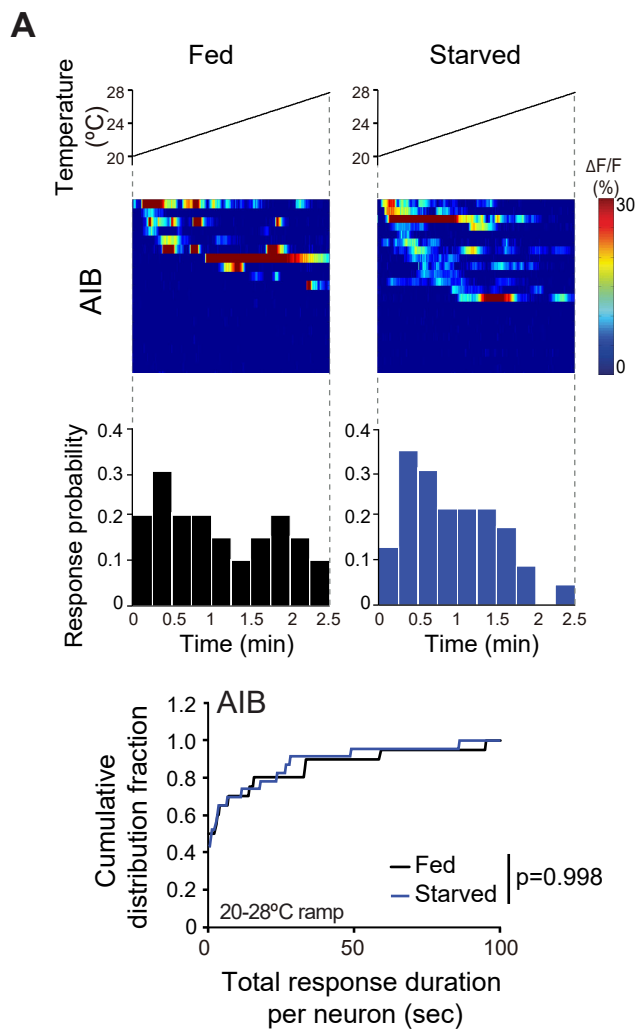 A
Fed
Starved
Temperature
(ºC)
28
24
20
28
24
20
ΔF/F
(%)
30
0
AIB
Response probability
0.4
0.3
0.2
0.1
0
0 0.5 1 1.5 2 2.5
Time (min)
0.4
0.3
0.2
0.1
0
0 0.5 1 1.5 2 2.5
Time (min)
AIB
Cumulative
distribution fraction
1.2
1.0
0.8
0.6
0.4
0.2
0
Fed
Starved
p=0.998
20-28ºC ramp
0 50 100
Total response duration
per neuron (sec)